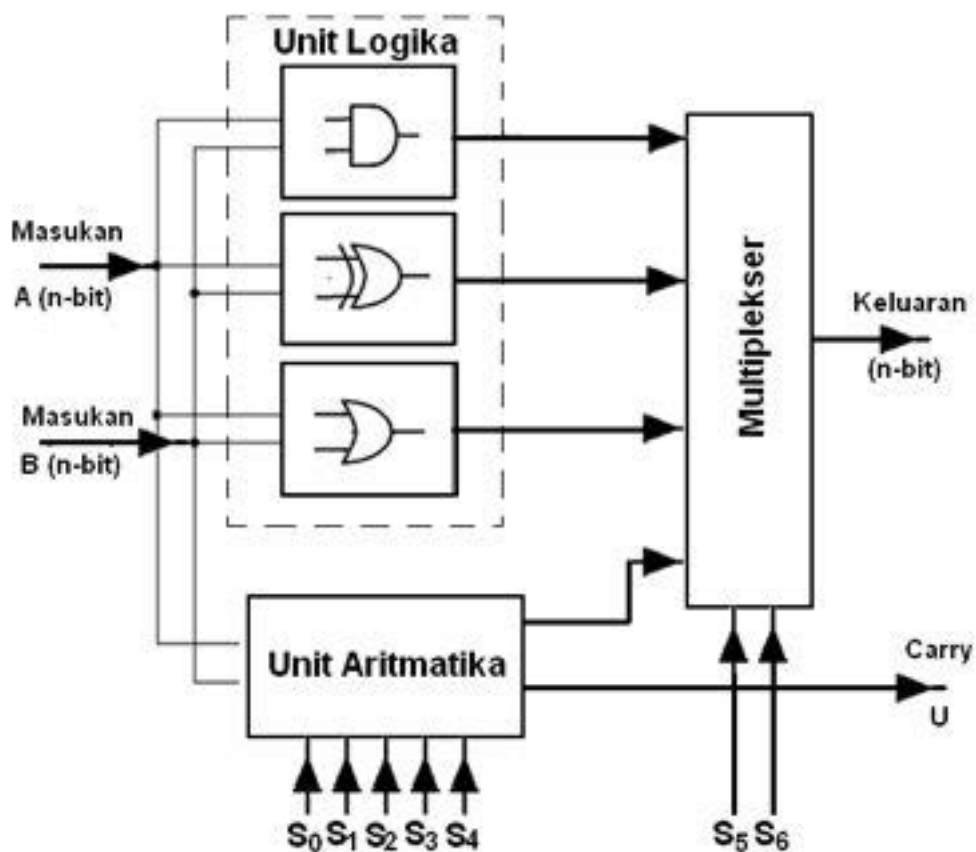 Unit Logika
Masukan
A (n-bit)
Masukan
B (n-bit)
Multiplekser
Keluaran
(n-bit)
Unit Aritmatika
Carry
U
S0 S1 S2 S3 S4
S5 S6